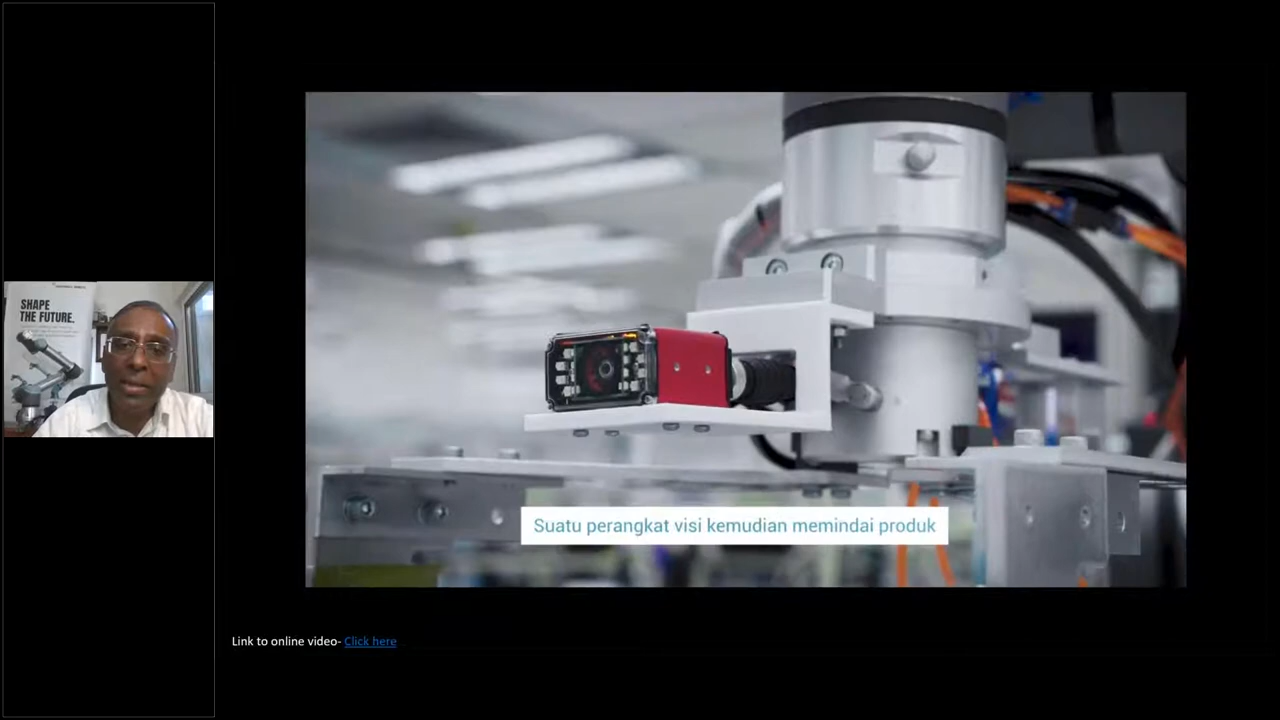 SHAPE
THE FUTURE.
Suatu perangkat visi kemudian memindai produk
Link to online video- Click here